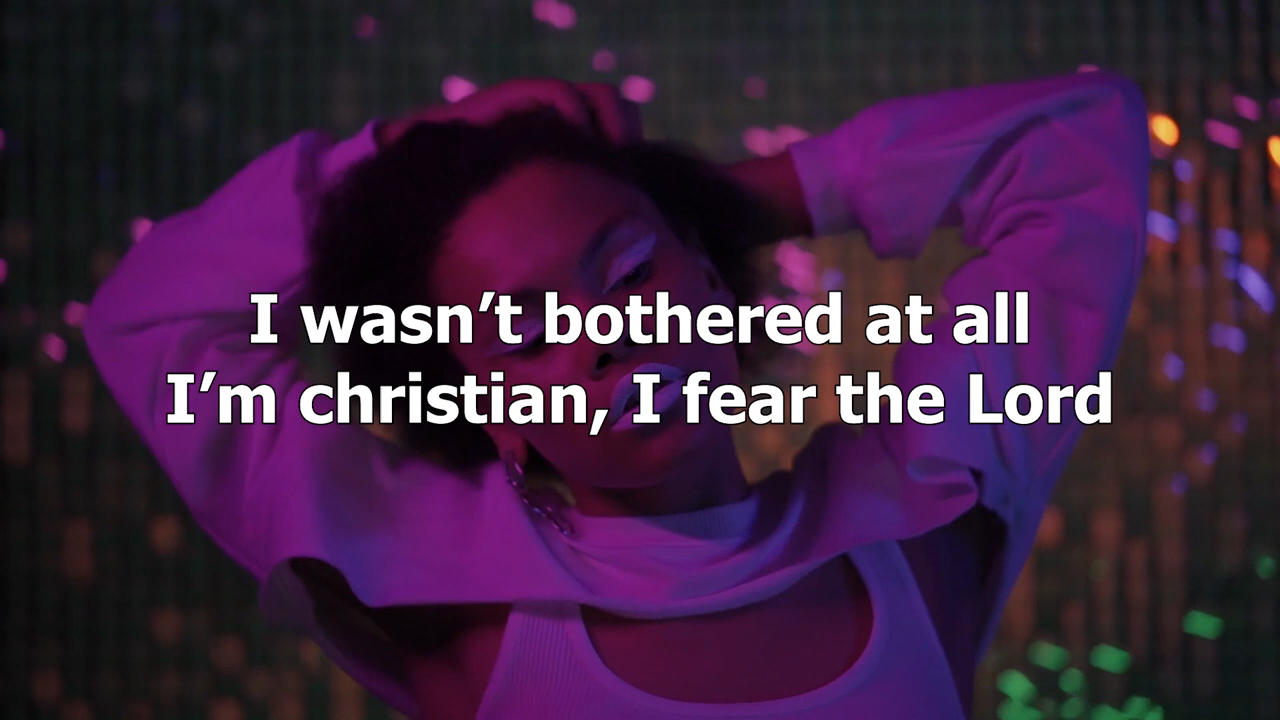 I wasn’t bothered at all
I’m christian, I fear the Lord